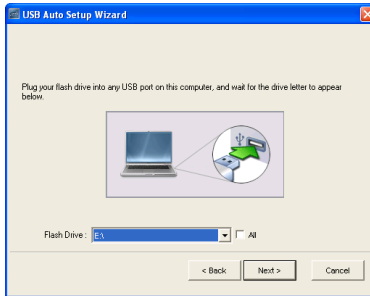 USB Auto Setup Wizard
Plug your flash drive into any USB port on this computer, and wait for the drive letter to appear
below.
Flash Drive : E:\ All
< Back Next > Cancel